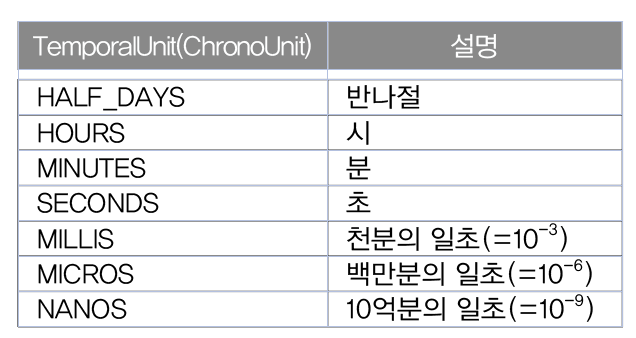 TemporalUnit(ChronoUnit) 설명
HALF_DAYS 반나절
HOURS 시
MINUTES 분
SECONDS 초
MILLIS 천분의 일초(=10⁻³)
MICROS 백만분의 일초(=10⁻⁶)
NANOS 10억분의 일초(=10⁻⁹)